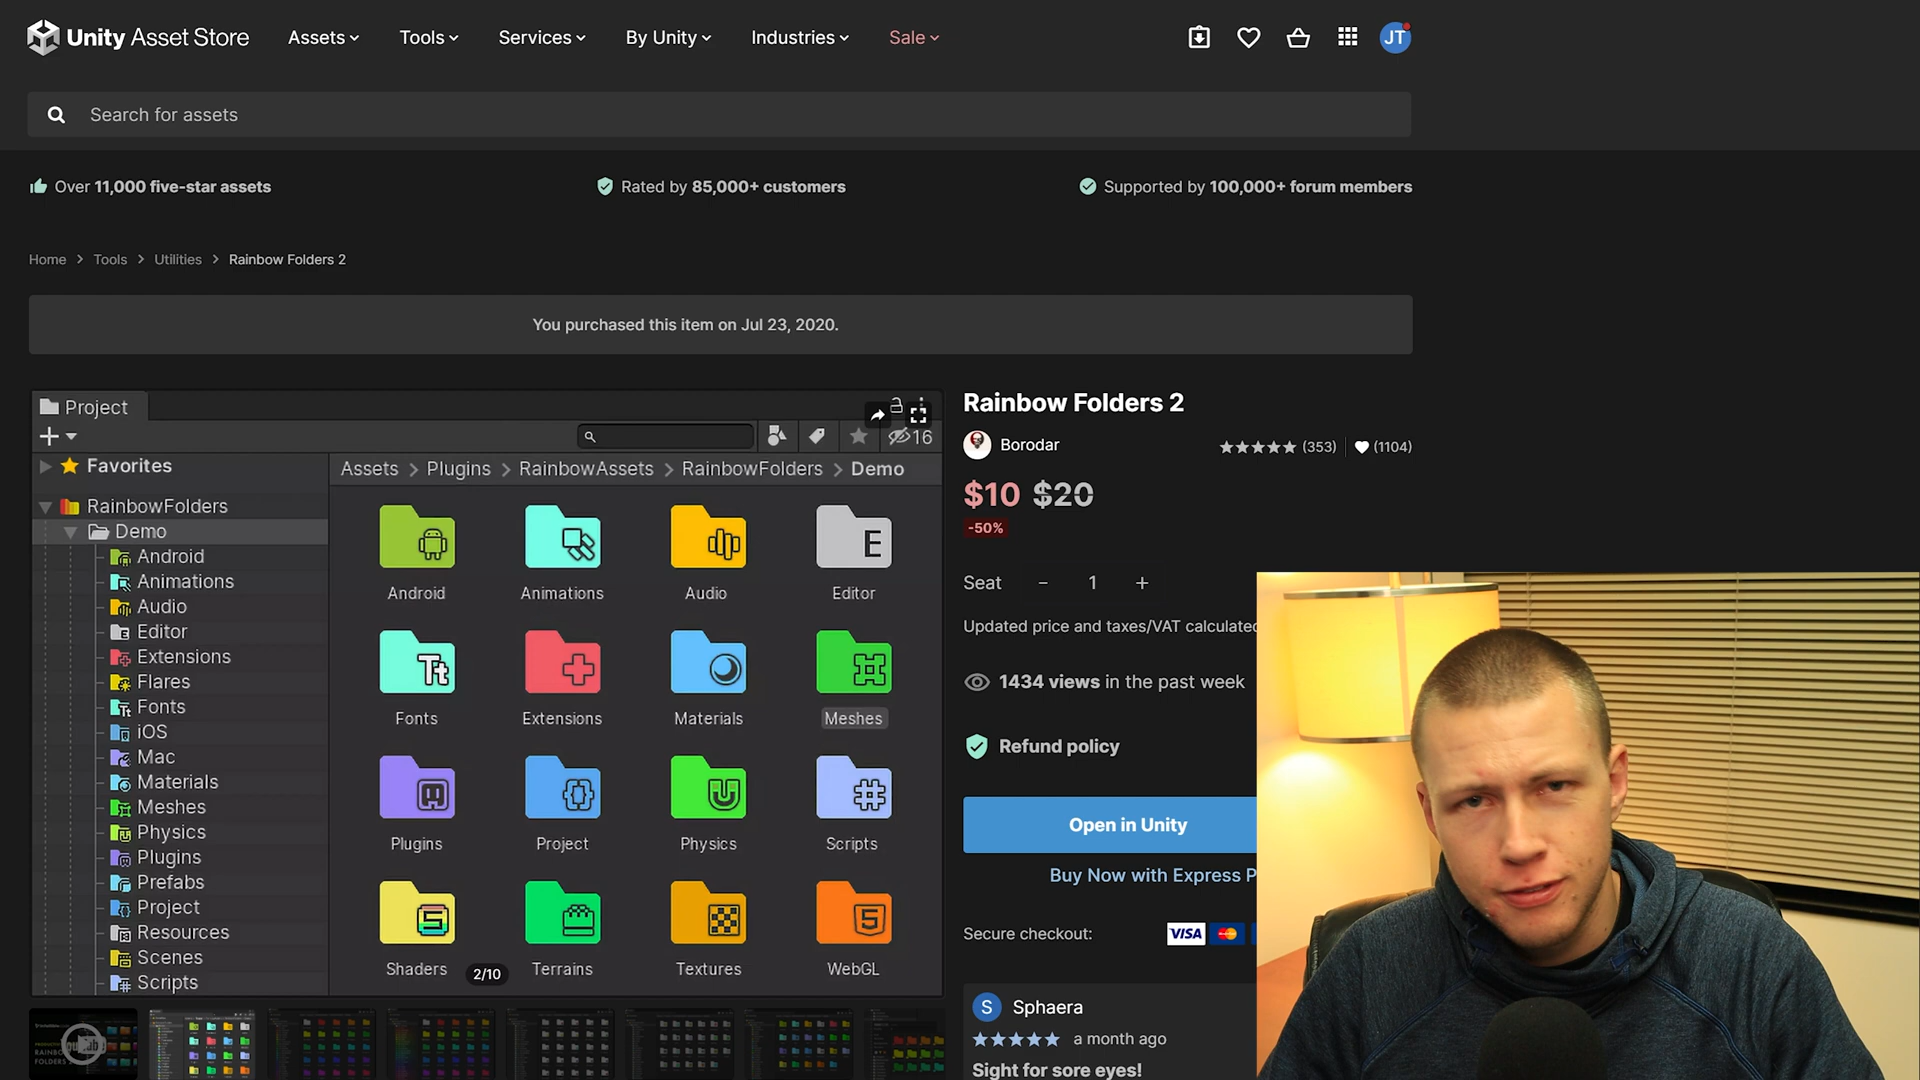 Unity Asset Store
Assets
Tools
Services
By Unity
Industries
Sale
JT
Search for assets
Over 11,000 five-star assets
Rated by 85,000+ customers
Supported by 100,000+ forum members
Home > Tools > Utilities > Rainbow Folders 2
You purchased this item on Jul 23, 2020.
Project
16
Favorites
RainbowFolders
Demo
Android
Animations
Audio
Editor
Extensions
Flares
Fonts
iOS
Mac
Materials
Meshes
Physics
Plugins
Prefabs
Project
Resources
Scenes
Scripts
Assets > Plugins > RainbowAssets > RainbowFolders > Demo
E
Android
Animations
Audio
Editor
Tt
Fonts
Extensions
Materials
Meshes
Plugins
Project
Physics
Scripts
S
5
Shaders
Terrains
Textures
WebGL
2/10
Rainbow Folders 2
Borodar
(353)
(1104)
$10 $20
-50%
Seat
- 1 +
Updated price and taxes/VAT calculated
1434 views in the past week
Refund policy
Open in Unity
Buy Now with Express P
Secure checkout:
VISA
S
Sphaera
a month ago
Sight for sore eyes!